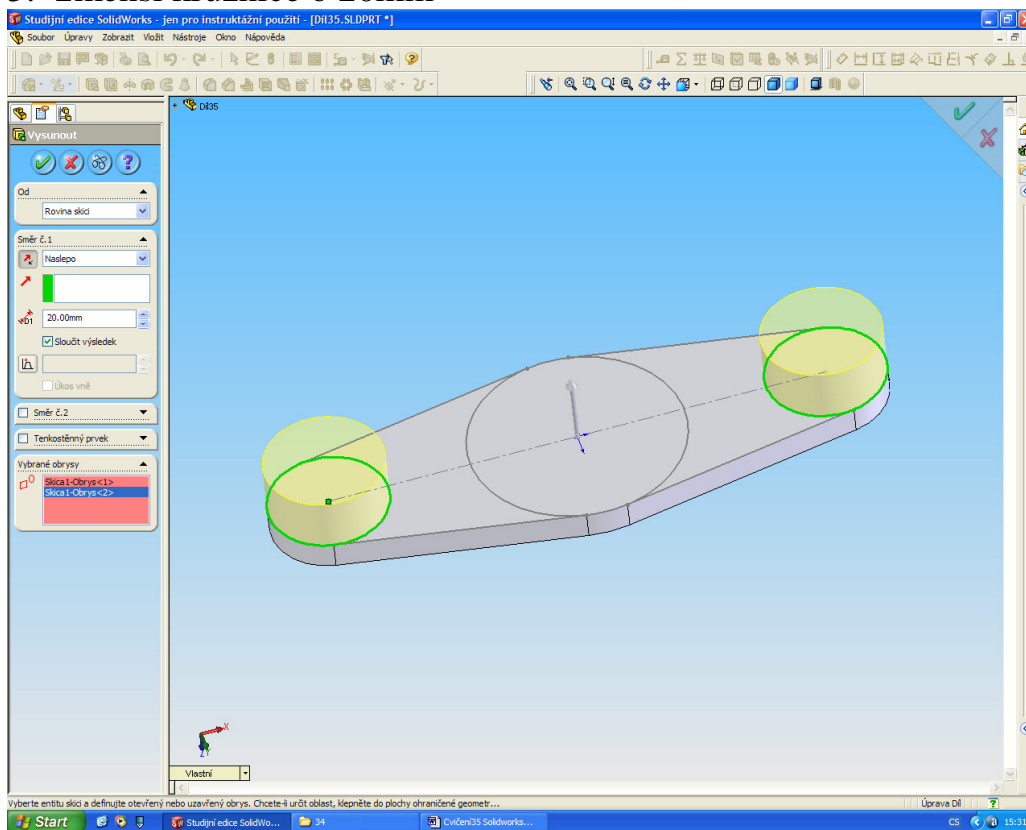 Studijní edice SolidWorks - jen pro instruktážní použití - [Díl35.SLDPRT *]
Soubor Úpravy Zobrazit Vložit Nástroje Okno Nápověda
Díl35
Vysunout
Od
Rovina skici
Směr č.1
Naslepo
D1
20.00mm
Sloučit výsledek
Úkos vně
Směr č.2
Tenkostěnný prvek
Vybrané obrysy
Skica1-Obrys<1>
Skica1-Obrys<2>
X
Y
Z
Vlastní
Vyberte entitu skici a definujte otevřený nebo uzavřený obrys. Chcete-li určit oblast, klepněte do plochy ohraničené geometr...
Úprava Díl
Start
Studijní edice SolidWo...
34
Cvičení35 Solidworks...
CS
15:31